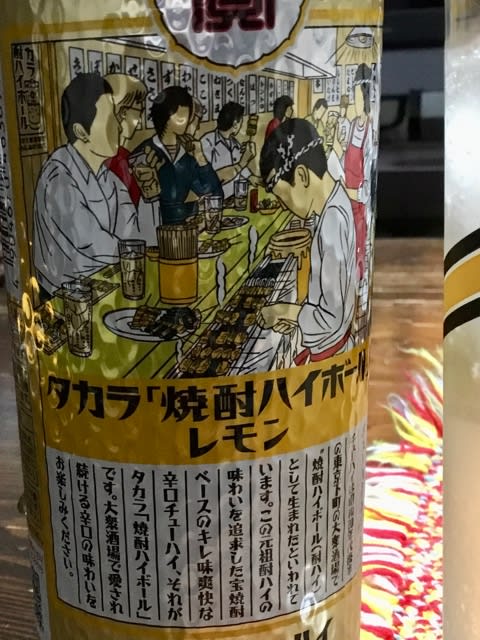 タカラ「焼酎ハイボール
レモン
の東京下町の大衆酒場で
"焼酎ハイボール(酎ハイ)"
として生まれたといわれて
います。この元祖酎ハイの
味わいを追求した宝焼酎
ベースのキレ味爽快な
辛口チューハイ、それが
タカラ「焼酎ハイボール」
です。大衆酒場で愛され
続ける辛口の味わいを
お楽しみください。